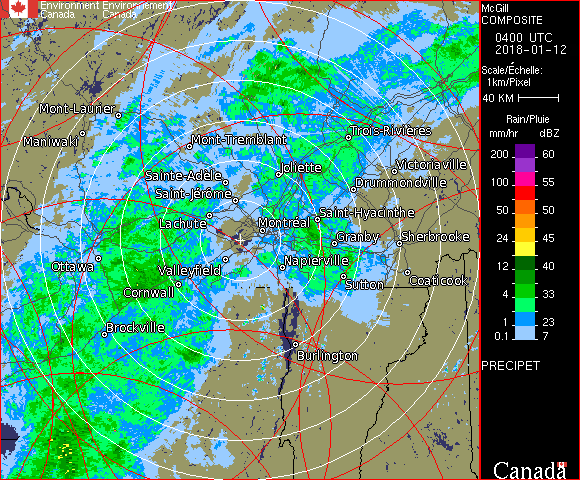 Environment Environnement
Canada Canada
McGill
COMPOSITE
0400 UTC
2018-01-12
Scale/Échelle:
1km/Pixel
40 KM
Rain/Pluie
mm/hr dBZ
200 60
100 55
50 50
24 45
12 40
4 33
1 23
0.1 7
PRECIPET
Canada
Mont-Laurier
Maniwaki
Mont-Tremblant
Trois-Rivières
Sainte-Adèle
Joliette
Victoriaville
Saint-Jérôme
Drummondville
Lachute
Montréal
Saint-Hyacinthe
Granby
Sherbrooke
Ottawa
Valleyfield
Napierville
Cornwall
Sutton
Coaticook
Brockville
Burlington